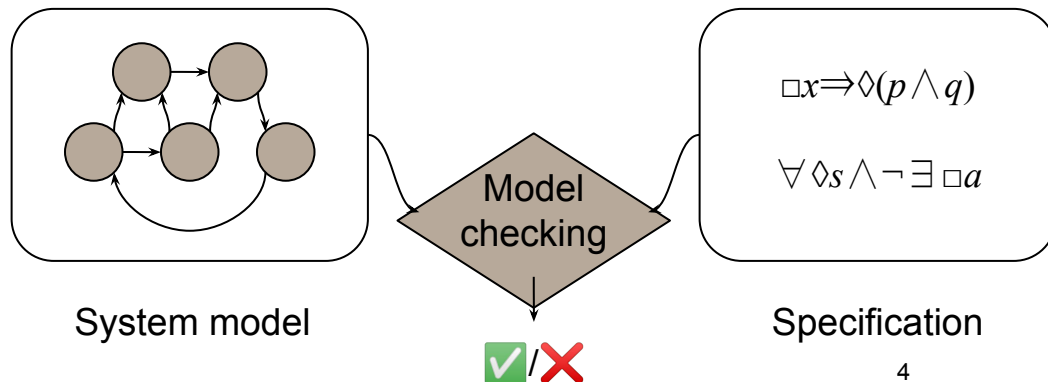 □x⇒◊(p∧q)
∀◊s∧¬∃□a
Model
checking
System model
Specification
✅/❌
4